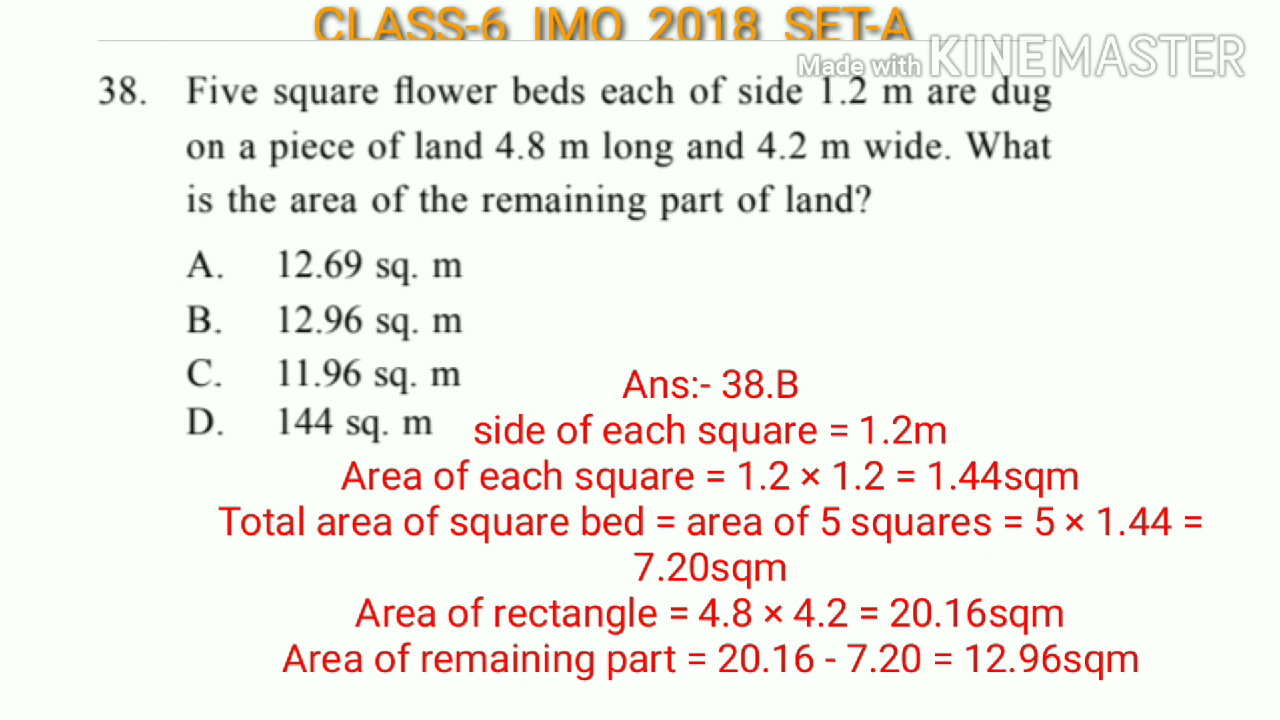 CLASS-6 IMO 2018 SET-A
Made with KINEMASTER
38. Five square flower beds each of side 1.2 m are dug
on a piece of land 4.8 m long and 4.2 m wide. What
is the area of the remaining part of land?
A. 12.69 sq. m
B. 12.96 sq. m
C. 11.96 sq. m
D. 144 sq. m
Ans:- 38.B
side of each square = 1.2m
Area of each square = 1.2 × 1.2 = 1.44sqm
Total area of square bed = area of 5 squares = 5 × 1.44 =
7.20sqm
Area of rectangle = 4.8 × 4.2 = 20.16sqm
Area of remaining part = 20.16 - 7.20 = 12.96sqm